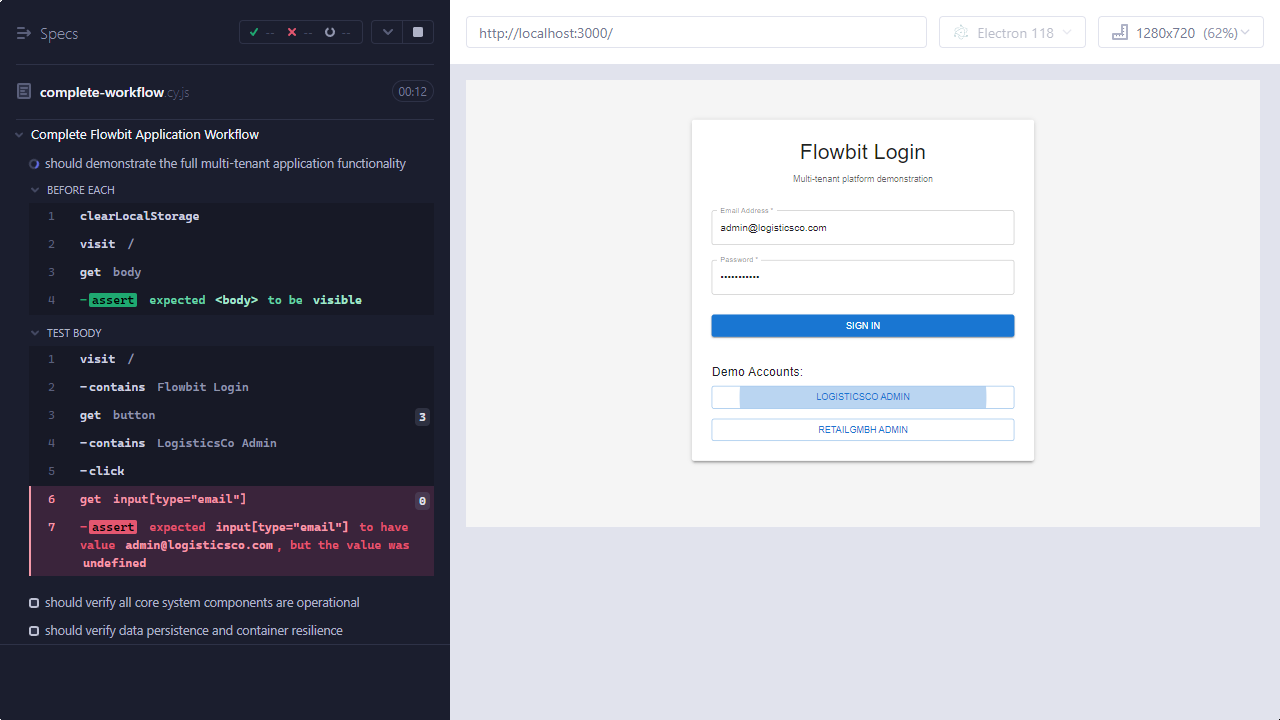 Specs
--
--
--
complete-workflow.cy.js
00:12
Complete Flowbit Application Workflow
should demonstrate the full multi-tenant application functionality
BEFORE EACH
1 clearLocalStorage
2 visit /
3 get body
4 -assert expected <body> to be visible
TEST BODY
1 visit /
2 -contains Flowbit Login
3 get button 3
4 -contains LogisticsCo Admin
5 -click
6 get input[type="email"] 0
7 -assert expected input[type="email"] to have
value admin@logisticsco.com, but the value was
undefined
should verify all core system components are operational
should verify data persistence and container resilience
http://localhost:3000/
Electron 118
1280x720 (62%)
Flowbit Login
Multi-tenant platform demonstration
Email Address *
admin@logisticsco.com
Password *
•••••••••••
SIGN IN
Demo Accounts:
LOGISTICSCO ADMIN
RETAILGMBH ADMIN